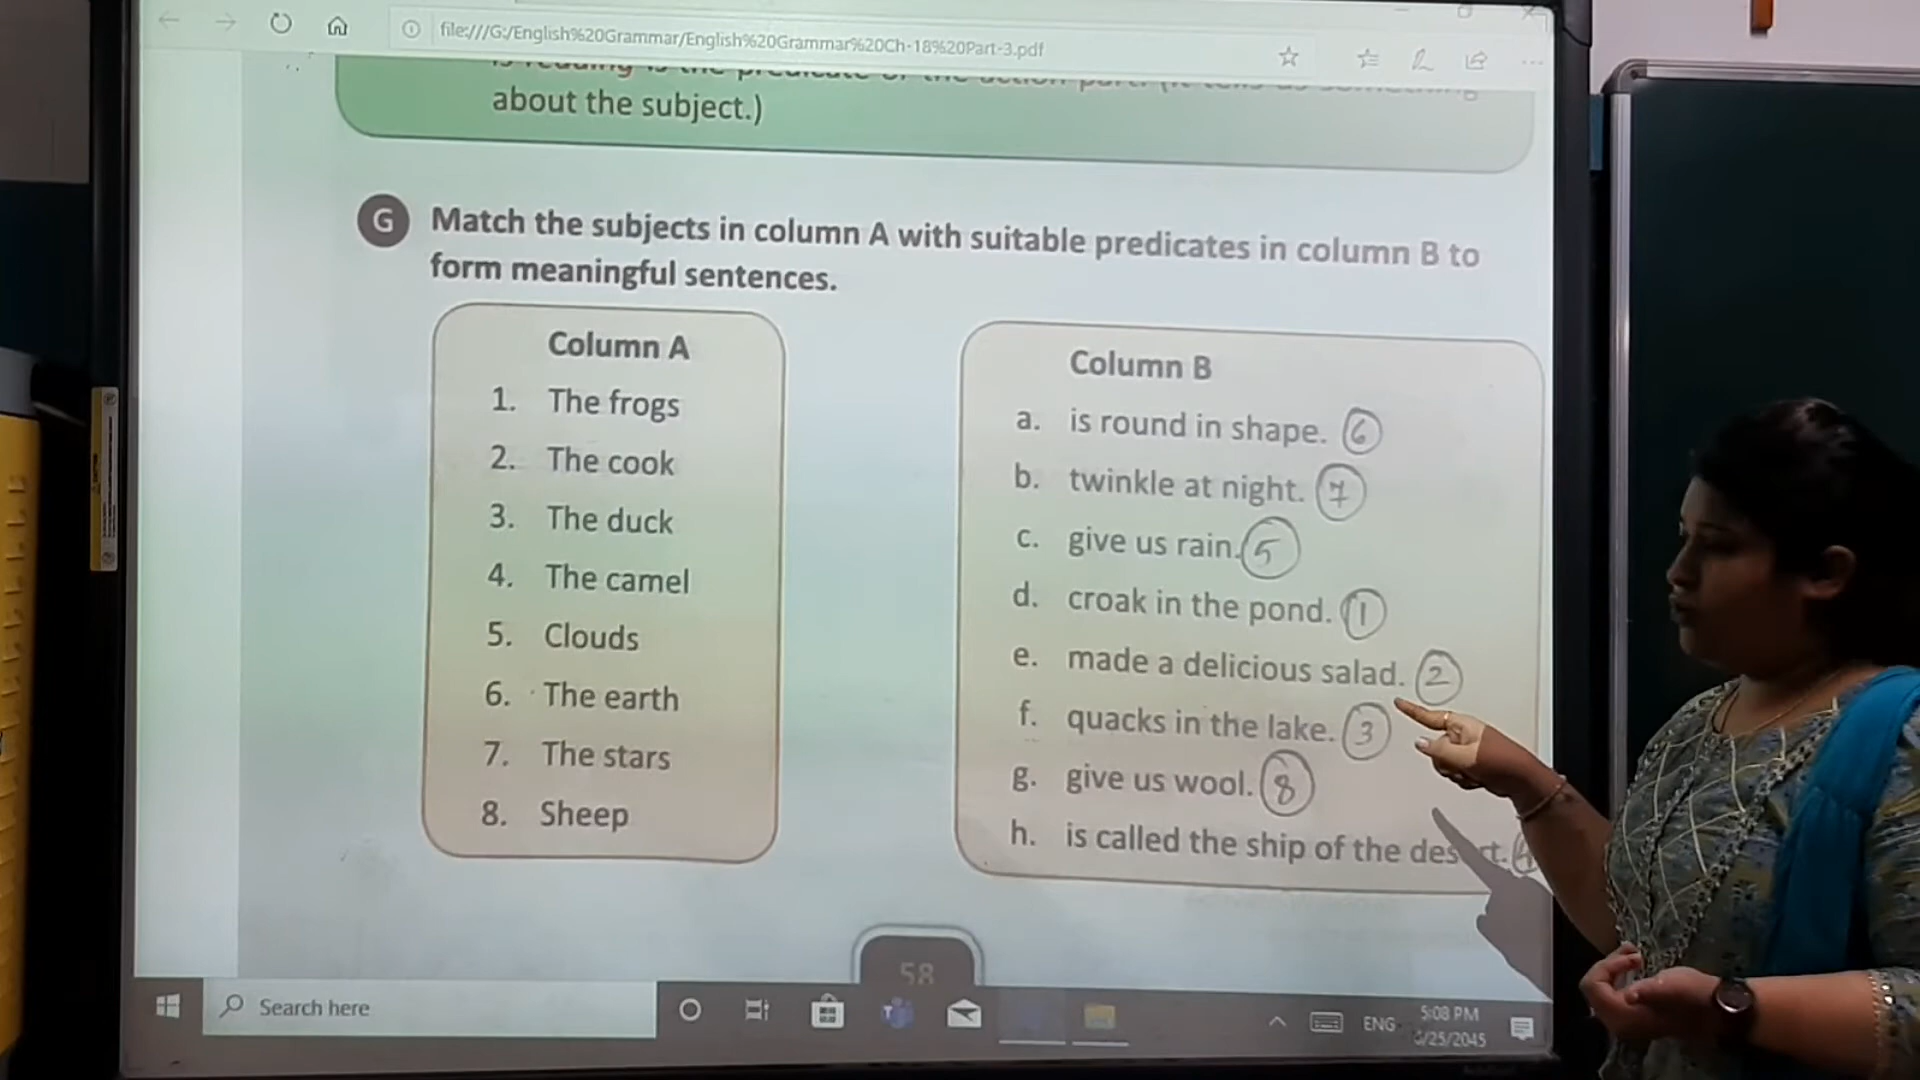 file:///G:/English%20Grammar/English%20Grammar%20Ch-18%20Part-3.pdf
about the subject.)
G Match the subjects in column A with suitable predicates in column B to
form meaningful sentences.
Column A
1. The frogs
2. The cook
3. The duck
4. The camel
5. Clouds
6. The earth
7. The stars
8. Sheep
Column B
a. is round in shape. 6
b. twinkle at night. 7
c. give us rain. 5
d. croak in the pond. 1
e. made a delicious salad. 2
f. quacks in the lake. 3
g. give us wool. 8
h. is called the ship of the
58
Search here
ENG
5:08 PM
/25/2045